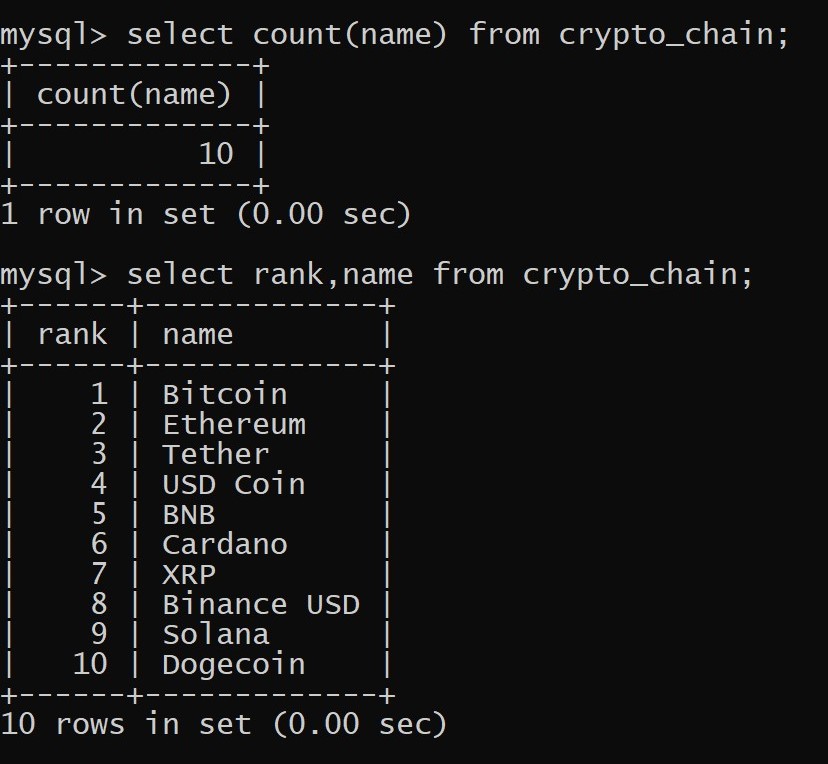 mysql> select count(name) from crypto_chain;
+-------------+
| count(name) |
+-------------+
|          10 |
+-------------+
1 row in set (0.00 sec)

mysql> select rank,name from crypto_chain;
+------+-------------+
| rank | name        |
+------+-------------+
|    1 | Bitcoin     |
|    2 | Ethereum    |
|    3 | Tether      |
|    4 | USD Coin    |
|    5 | BNB         |
|    6 | Cardano     |
|    7 | XRP         |
|    8 | Binance USD |
|    9 | Solana      |
|   10 | Dogecoin    |
+------+-------------+
10 rows in set (0.00 sec)